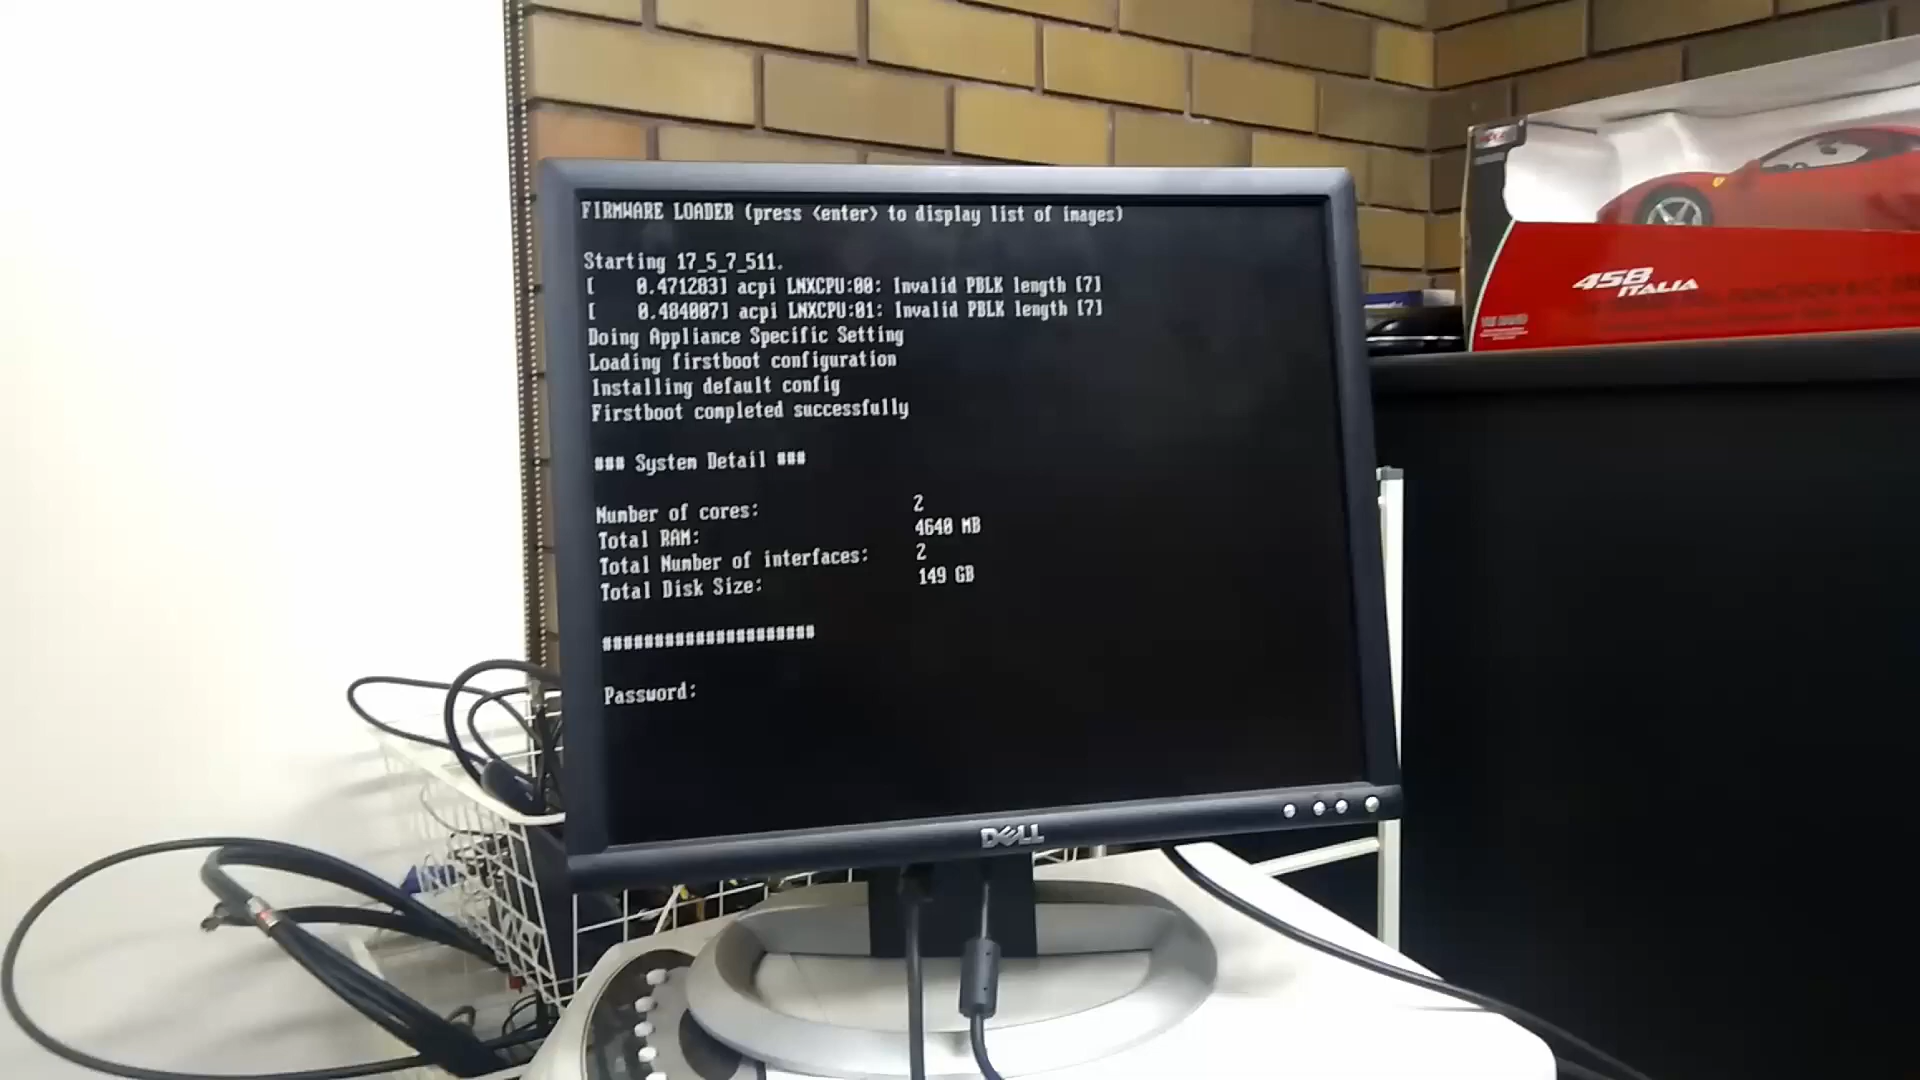 FIRMWARE LOADER (press <enter> to display list of images)
Starting 17_5_7_511.
[    0.471283] acpi LNXCPU:00: Invalid PBLK length [7]
[    0.484007] acpi LNXCPU:01: Invalid PBLK length [7]
Doing Appliance Specific Setting
Loading firstboot configuration
Installing default config
Firstboot completed successfully
### System Detail ###
Number of cores: 2
Total RAM: 4640 MB
Total Number of interfaces: 2
Total Disk Size: 149 GB
#####################
Password:
DELL
458
ITALIA